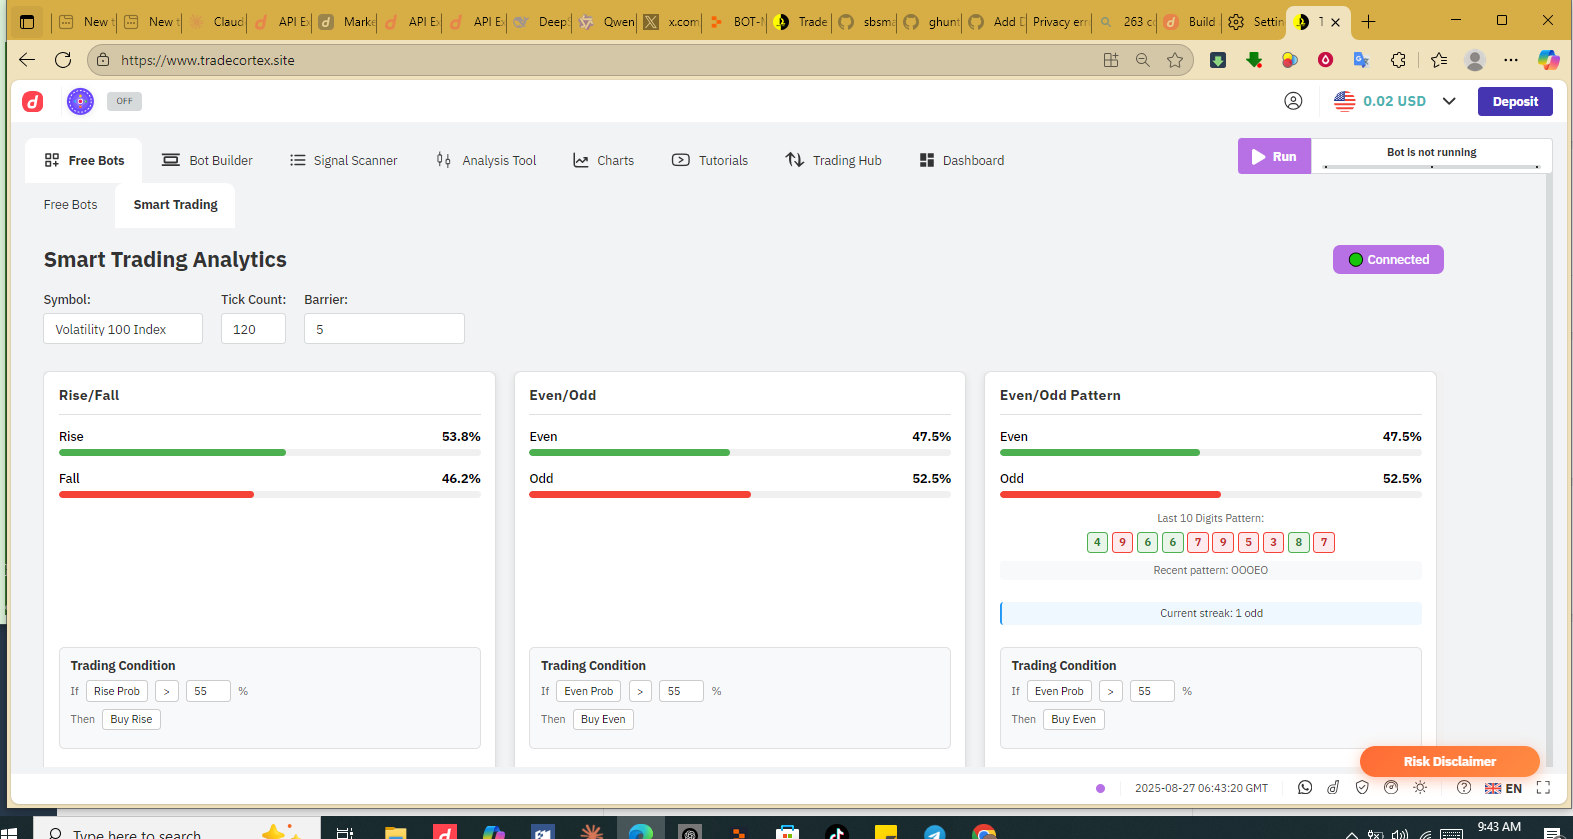 New t
New t
Claud
API Ex
Marke
API Ex
API Ex
DeepS
Qwen
x.com
BOT-M
Trade
sbsma
ghunt
Add D
Privacy erro
263 co
Build
Settin
T
https://www.tradecortex.site
OFF
0.02 USD
Deposit
Free Bots
Bot Builder
Signal Scanner
Analysis Tool
Charts
Tutorials
Trading Hub
Dashboard
Run
Bot is not running
Free Bots
Smart Trading
Smart Trading Analytics
Connected
Symbol:
Tick Count:
Barrier:
Volatility 100 Index
120
5
Rise/Fall
Rise 53.8%
Fall 46.2%
Trading Condition
If Rise Prob > 55 %
Then Buy Rise
Even/Odd
Even 47.5%
Odd 52.5%
Trading Condition
If Even Prob > 55 %
Then Buy Even
Even/Odd Pattern
Even 47.5%
Odd 52.5%
Last 10 Digits Pattern:
4 9 6 6 7 9 5 3 8 7
Recent pattern: OOOEO
Current streak: 1 odd
Trading Condition
If Even Prob > 55 %
Then Buy Even
Risk Disclaimer
2025-08-27 06:43:20 GMT
EN
Type here to search
9:43 AM